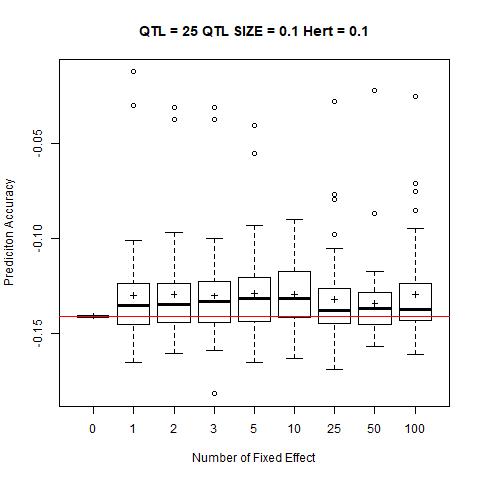 QTL = 25 QTL SIZE = 0.1 Hert = 0.1
Prediciton Accuracy
-0.05
-0.10
-0.15
0 1 2 3 5 10 25 50 100
Number of Fixed Effect